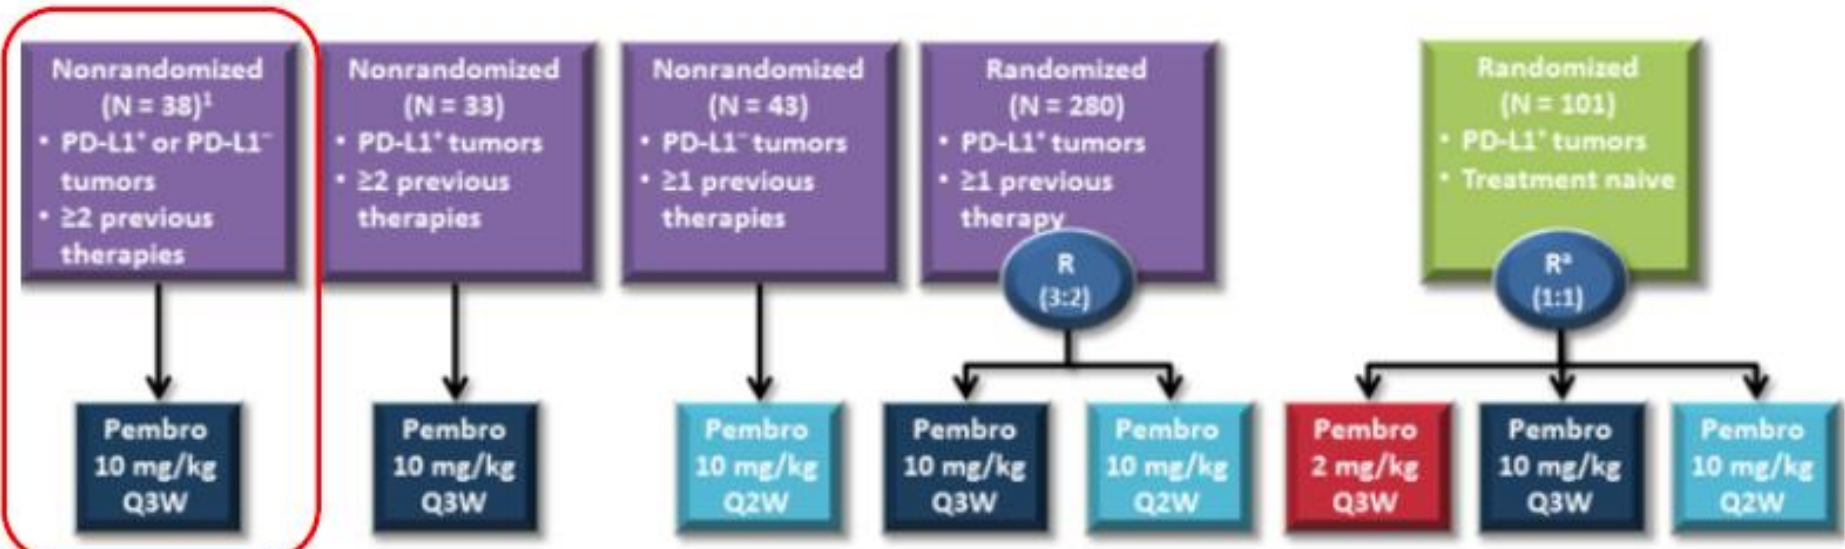 Nonrandomized
(N = 38)¹
• PD-L1⁺ or PD-L1⁻
tumors
• ≥2 previous
therapies
Pembro
10 mg/kg
Q3W
Nonrandomized
(N = 33)
• PD-L1⁺ tumors
• ≥2 previous
therapies
Pembro
10 mg/kg
Q3W
Nonrandomized
(N = 43)
• PD-L1⁻ tumors
• ≥1 previous
therapies
Pembro
10 mg/kg
Q2W
Randomized
(N = 280)
• PD-L1⁺ tumors
• ≥1 previous
therapy
R
(3:2)
Pembro
10 mg/kg
Q3W
Pembro
10 mg/kg
Q2W
Randomized
(N = 101)
• PD-L1⁺ tumors
• Treatment naive
Rᵃ
(1:1)
Pembro
2 mg/kg
Q3W
Pembro
10 mg/kg
Q3W
Pembro
10 mg/kg
Q2W